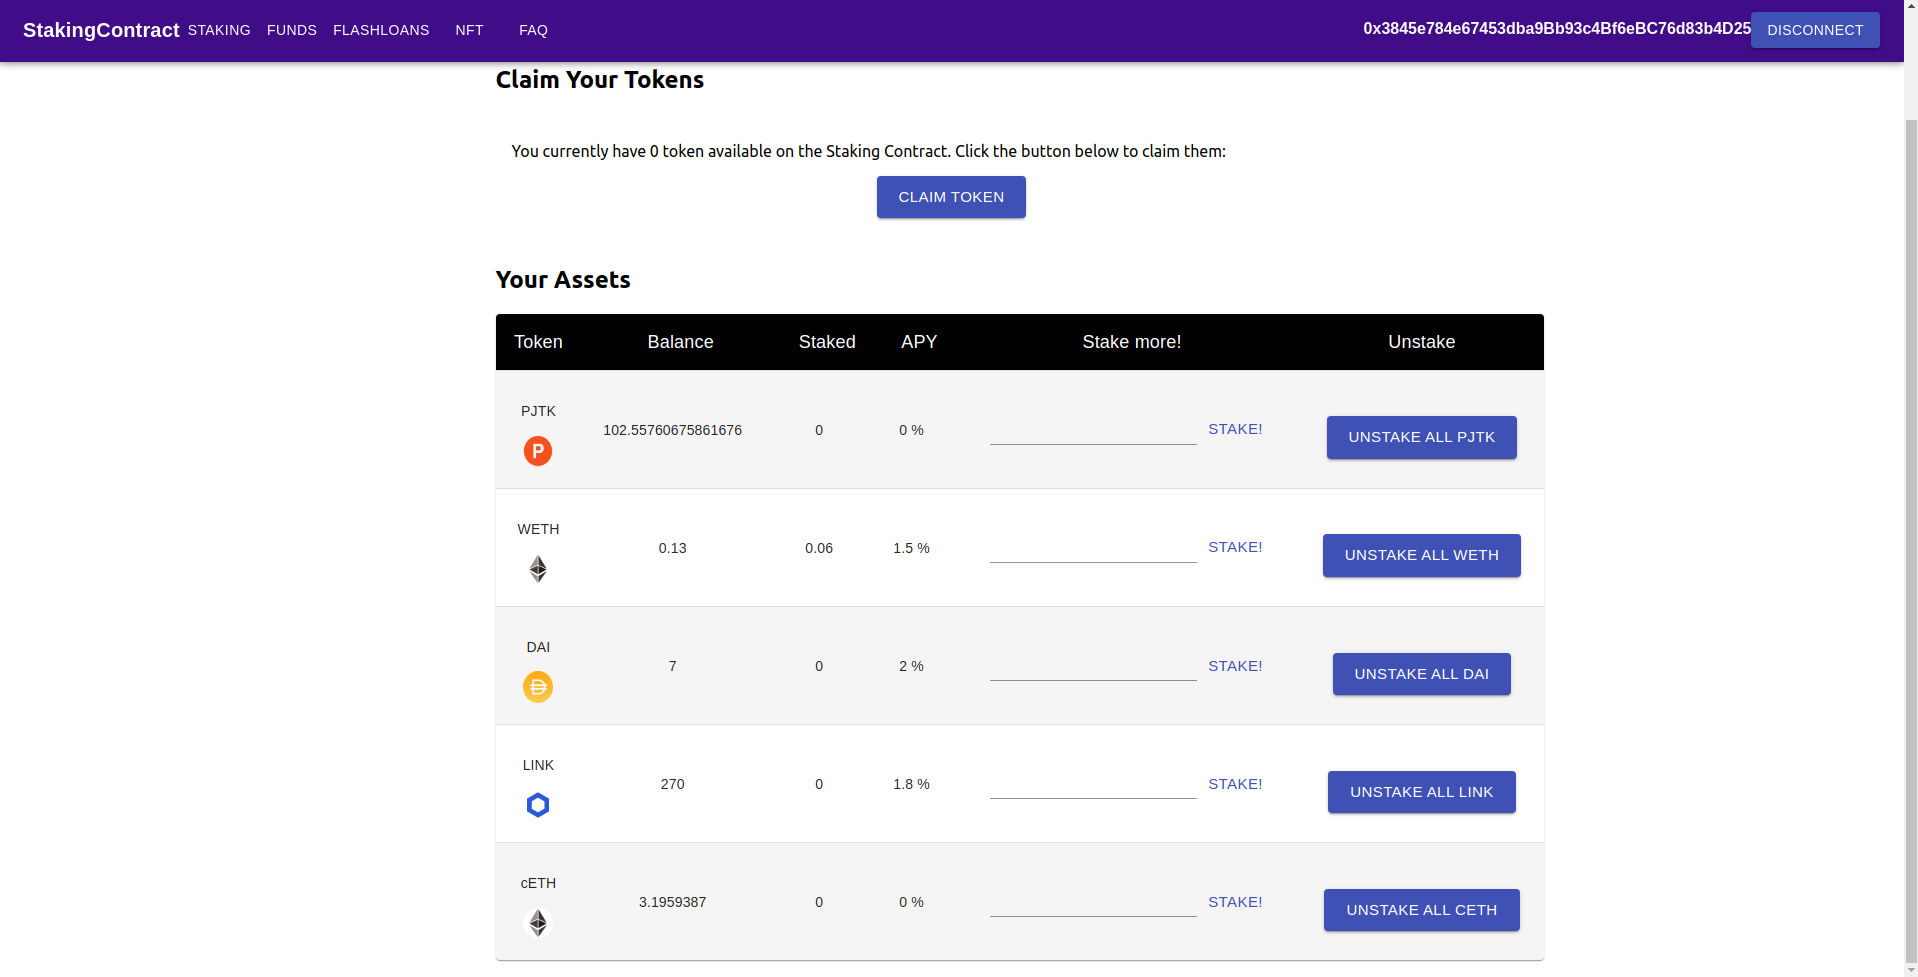 StakingContract STAKING FUNDS FLASHLOANS NFT FAQ 0x3845e784e67453dba9Bb93c4Bf6eBC76d83b4D25 DISCONNECT
Claim Your Tokens
You currently have 0 token available on the Staking Contract. Click the button below to claim them:
CLAIM TOKEN
Your Assets
Token Balance Staked APY Stake more! Unstake
PJTK
P
102.55760675861676 0 0 % STAKE! UNSTAKE ALL PJTK
WETH
0.13 0.06 1.5 % STAKE! UNSTAKE ALL WETH
DAI
7 0 2 % STAKE! UNSTAKE ALL DAI
LINK
270 0 1.8 % STAKE! UNSTAKE ALL LINK
cETH
3.1959387 0 0 % STAKE! UNSTAKE ALL CETH